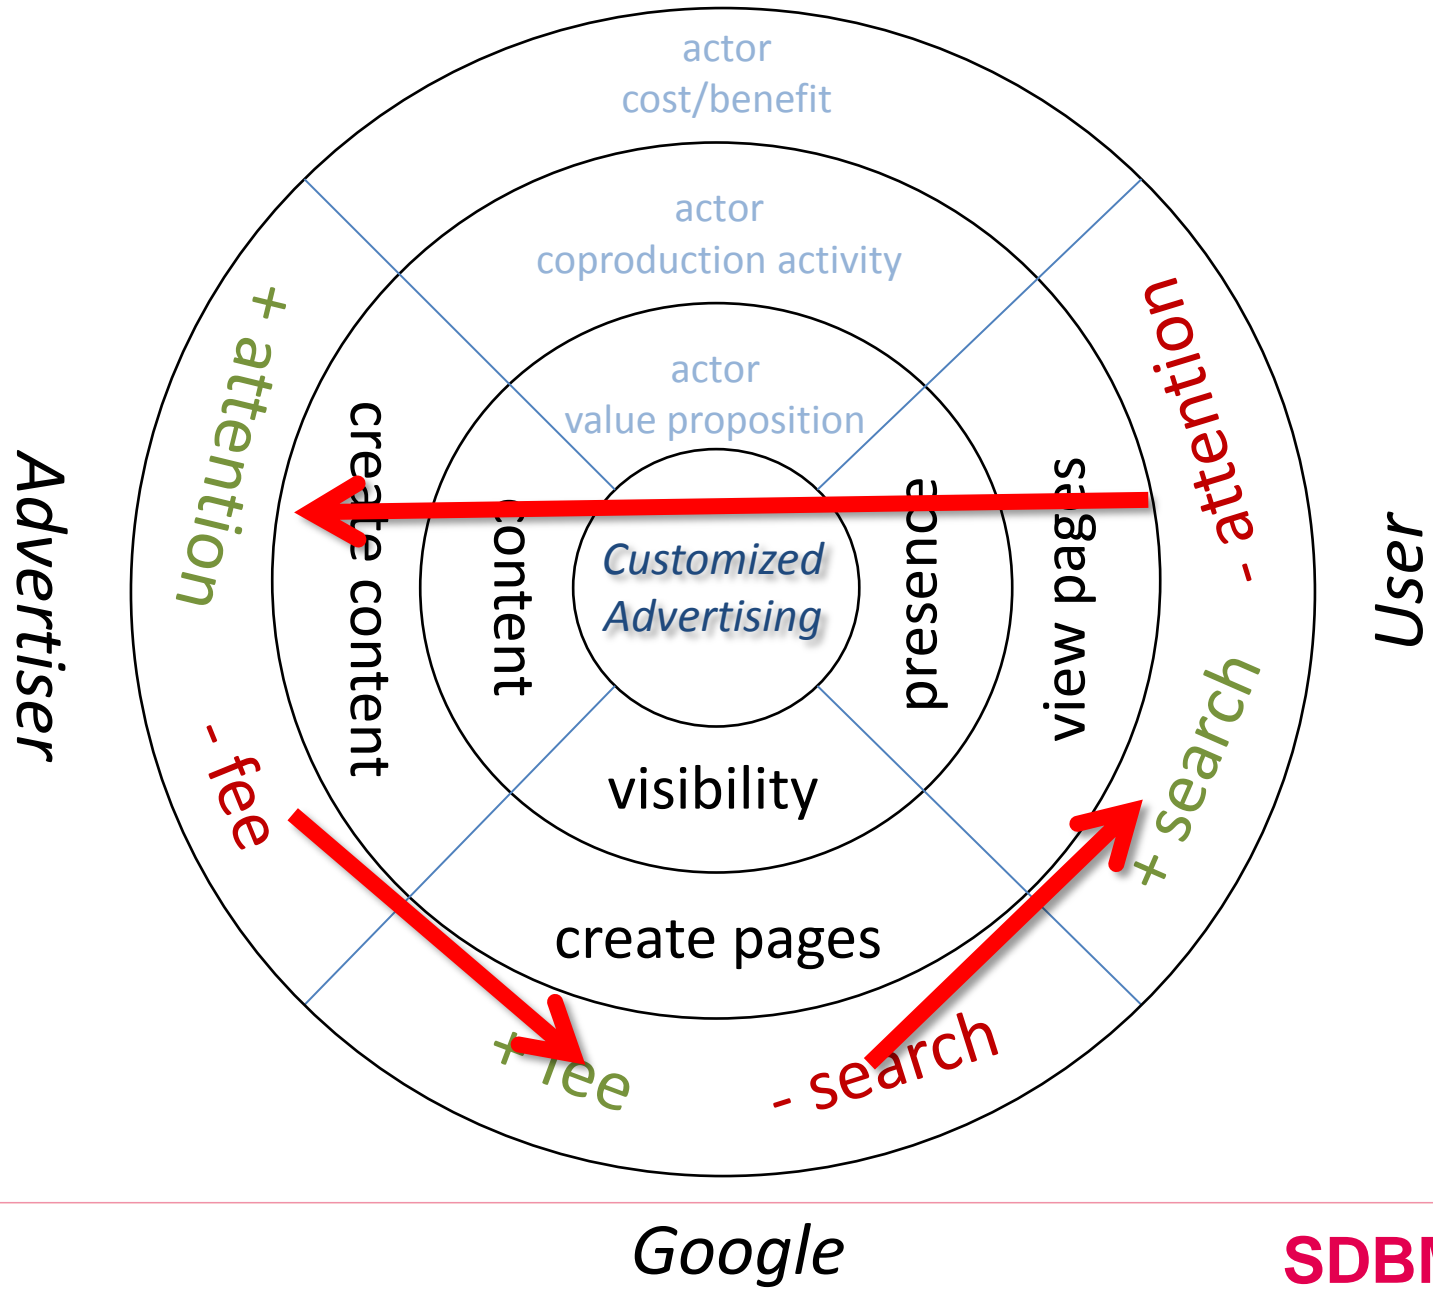 actor
cost/benefit
actor
coproduction activity
actor
value proposition
Customized
Advertising
Advertiser
+ attention
- fee
create content
content
presence
view pages
- attention
+ search
User
visibility
create pages
+ fee
- search
Google